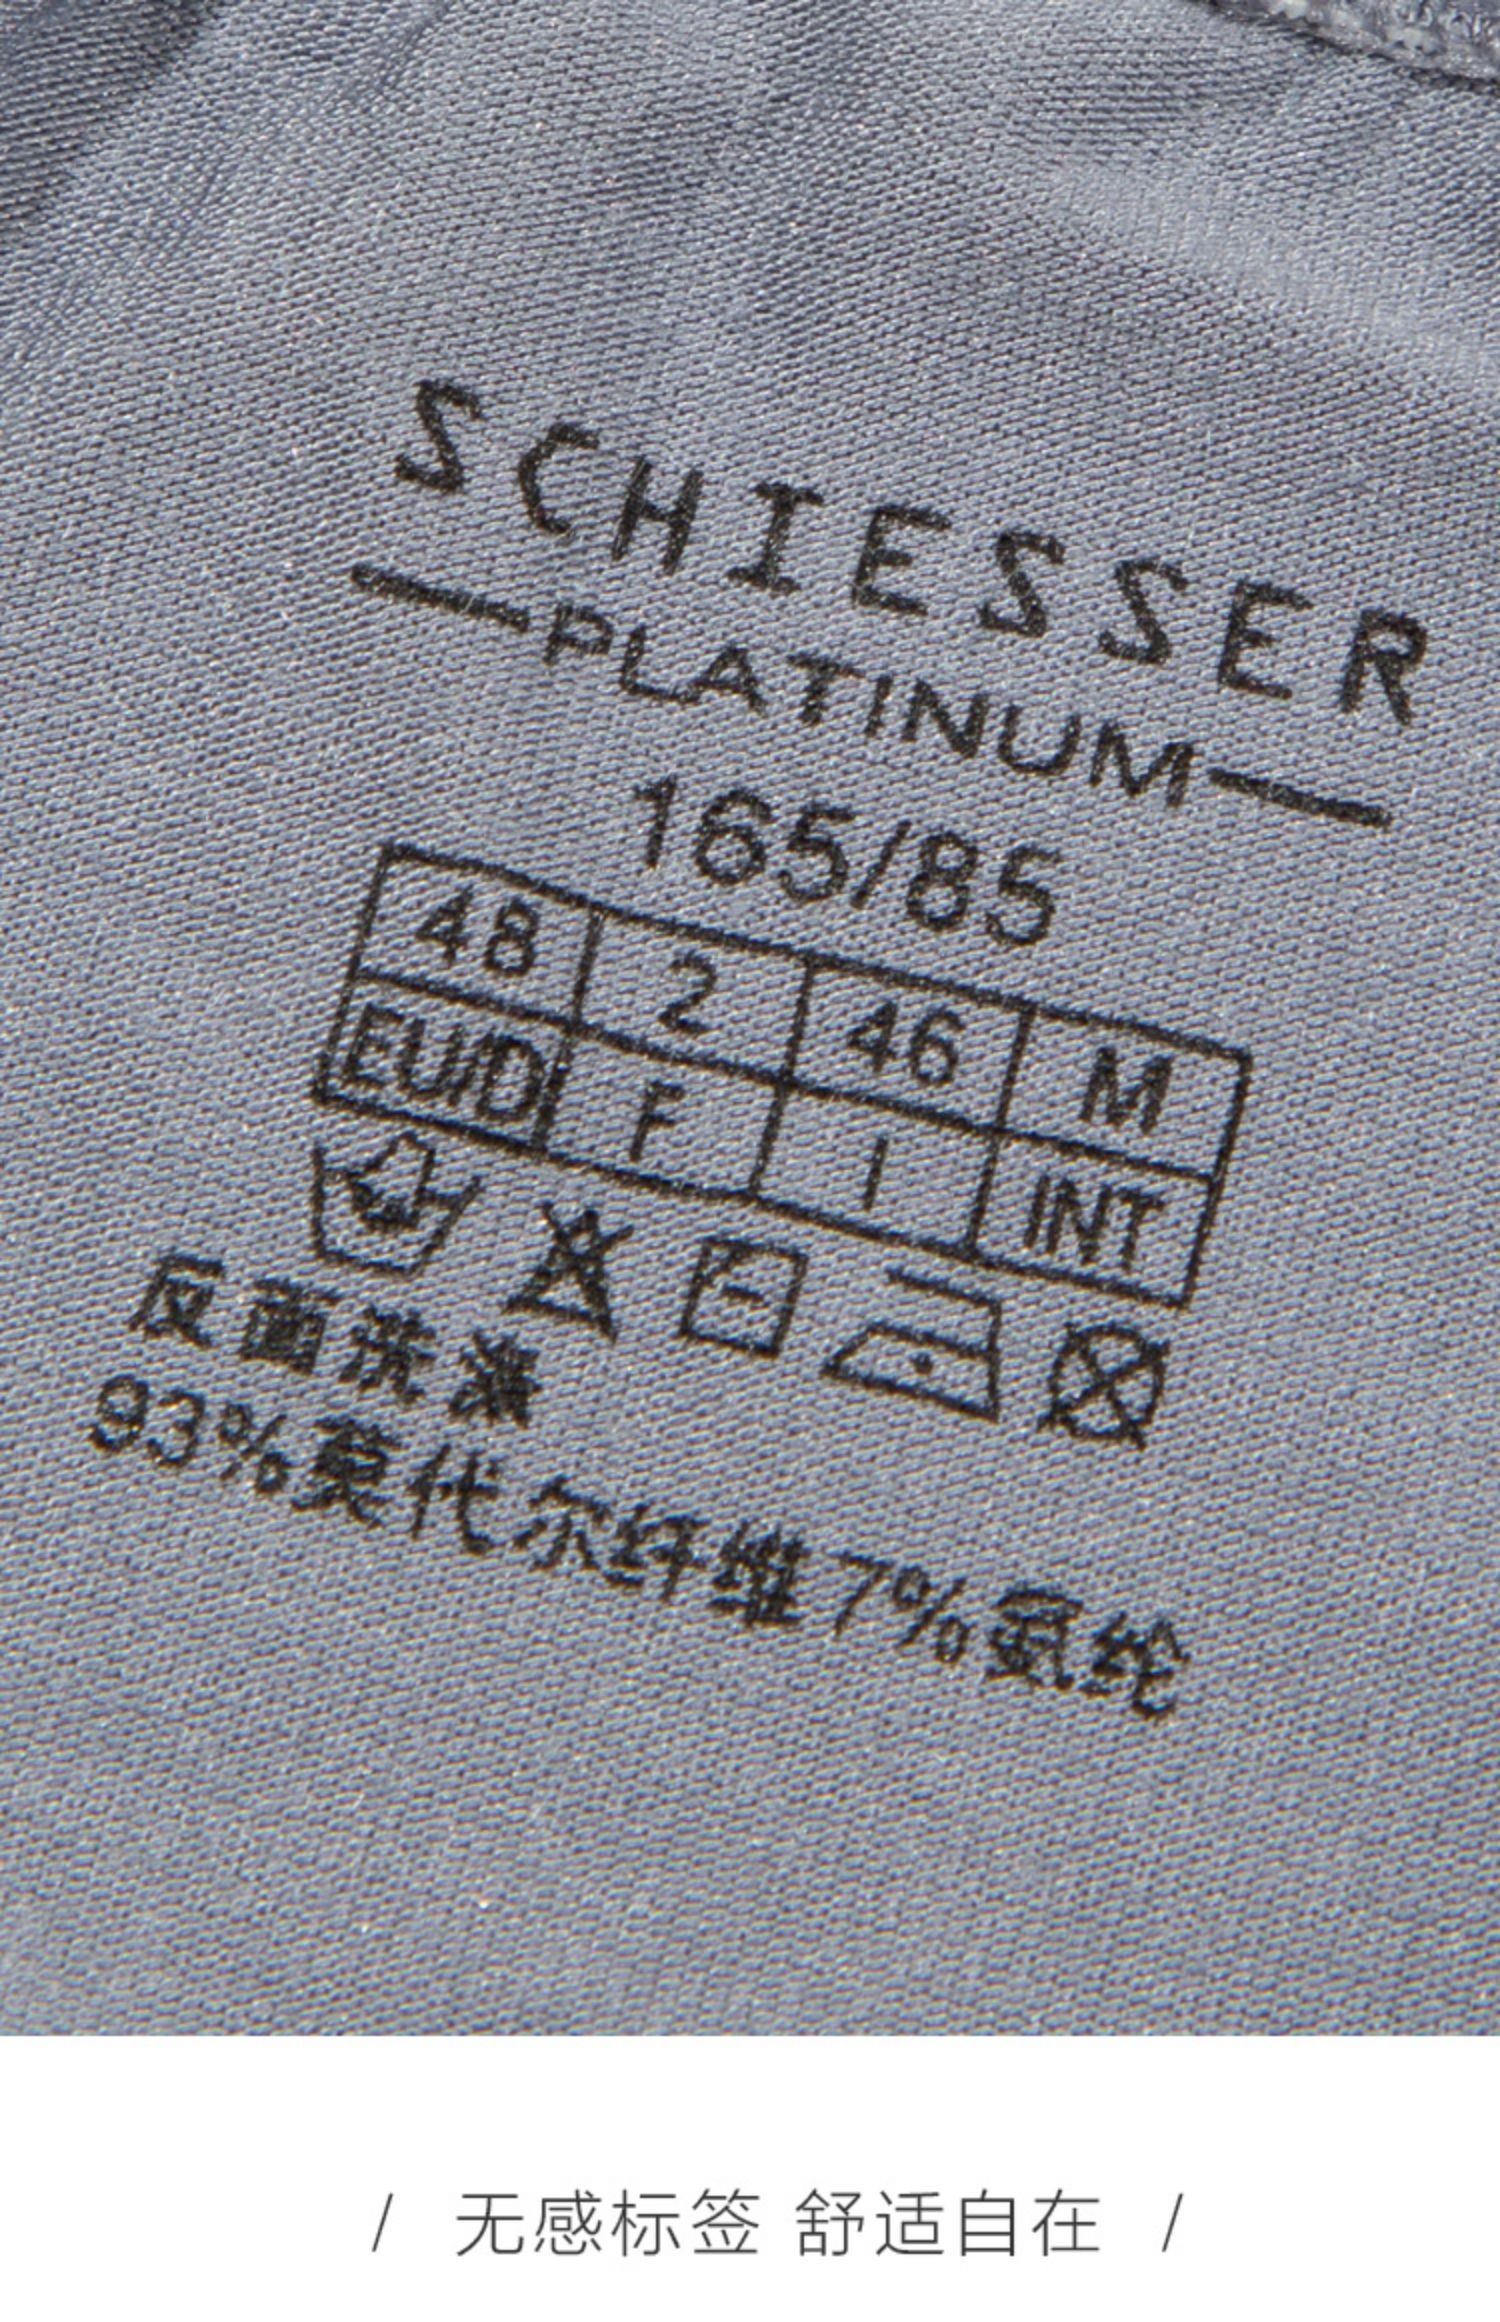 SCHIESSER
PLATINUM
165/85
48 2 46 M
EU/D F I INT
反面洗涤
93%莫代尔纤维7%氨纶
/ 无感标签 舒适自在 /